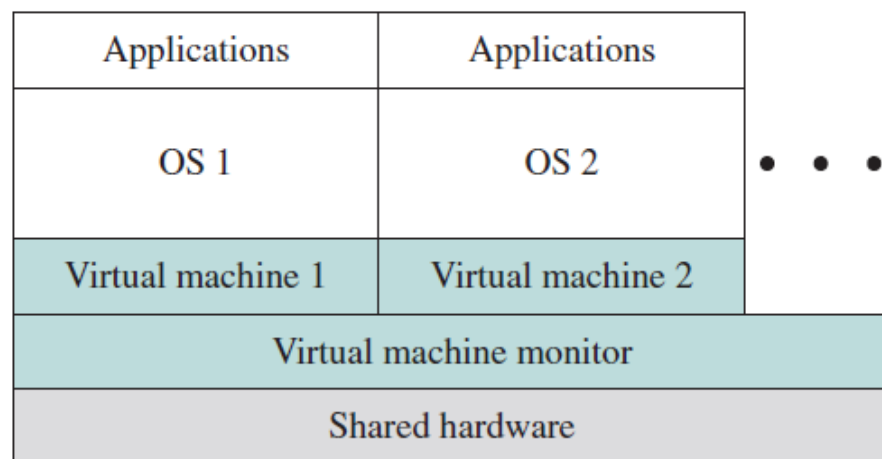 Applications
Applications
OS 1
OS 2
Virtual machine 1
Virtual machine 2
Virtual machine monitor
Shared hardware